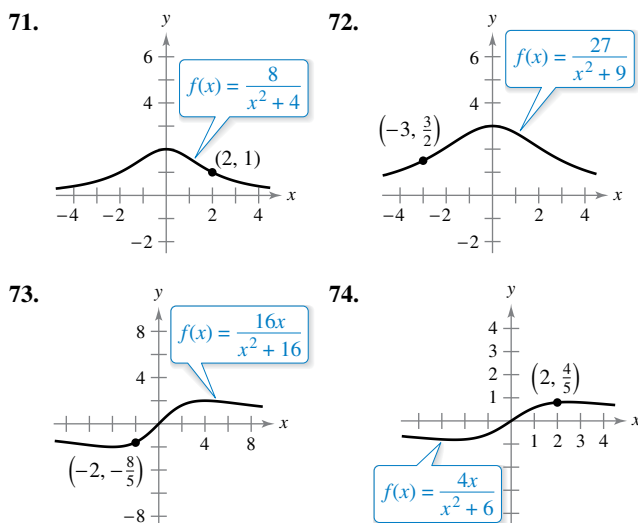 71.
y
6
4
f(x) = 8 / (x² + 4)
(2, 1)
−4 −2 2 4 x
−2
72.
y
6
4
f(x) = 27 / (x² + 9)
(−3, 3/2)
−4 −2 2 4 x
−2
73.
y
8
4
f(x) = 16x / (x² + 16)
4 8 x
(−2, −8/5)
−8
74.
y
4
3
2
1
(2, 4/5)
1 2 3 4 x
f(x) = 4x / (x² + 6)